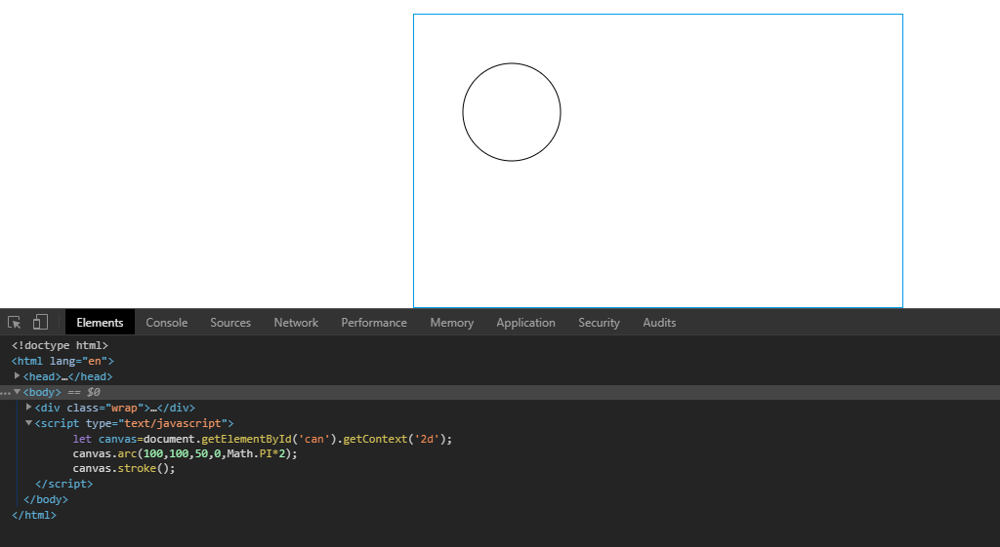 Elements Console Sources Network Performance Memory Application Security Audits
<!doctype html>
<html lang="en">
<head>…</head>
<body> == $0
<div class="wrap">…</div>
<script type="text/javascript">
let canvas=document.getElementById('can').getContext('2d');
canvas.arc(100,100,50,0,Math.PI*2);
canvas.stroke();
</script>
</body>
</html>